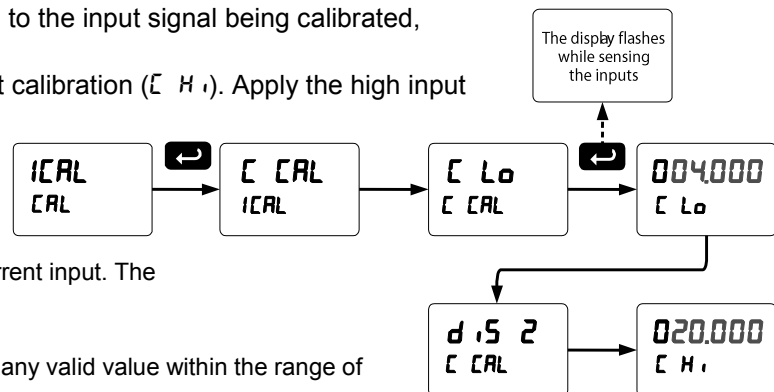 to the input signal being calibrated,
The display flashes
while sensing
the inputs
t calibration (C Hi). Apply the high input
ICAL
CAL
C CAL
ICAL
C Lo
C CAL
004.000
C Lo
rrent input. The
diS 2
C CAL
020.000
C Hi
any valid value within the range of